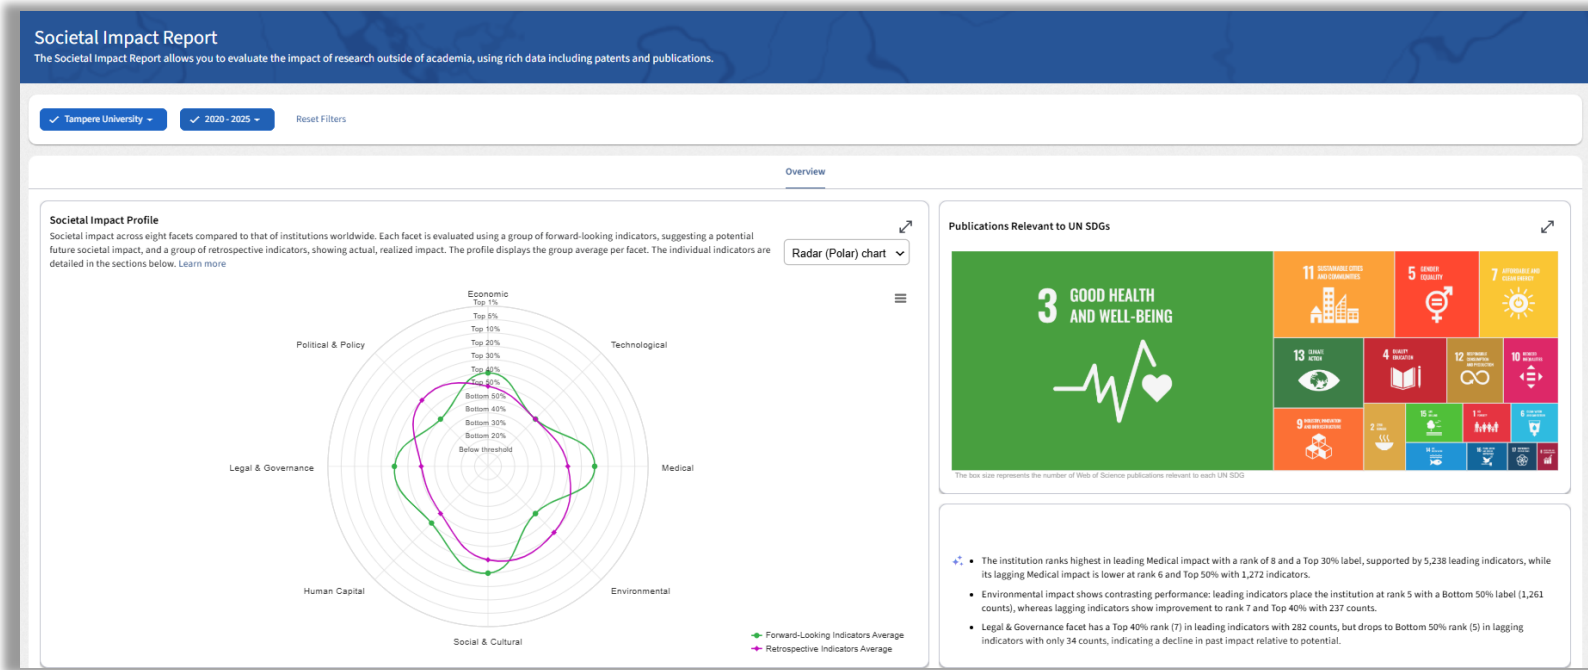 Societal Impact Report
The Societal Impact Report allows you to evaluate the impact of research outside of academia, using rich data including patents and publications.
Tampere University
2020 - 2025
Reset Filters
Overview
Societal Impact Profile
Societal impact across eight facets compared to that of institutions worldwide. Each facet is evaluated using a group of forward-looking indicators, suggesting a potential
future societal impact, and a group of retrospective indicators, showing actual, realized impact. The profile displays the group average per facet. The individual indicators are
detailed in the sections below. Learn more
Radar (Polar) chart
Economic
Top 1%
Top 5%
Top 10%
Top 20%
Top 30%
Top 40%
Top 50%
Bottom 50%
Bottom 40%
Bottom 30%
Bottom 20%
Below threshold
Political & Policy
Technological
Legal & Governance
Medical
Human Capital
Environmental
Social & Cultural
Forward-Looking Indicators Average
Retrospective Indicators Average
Publications Relevant to UN SDGs
3 GOOD HEALTH
AND WELL-BEING
11 SUSTAINABLE CITIES
AND COMMUNITIES
5 GENDER
EQUALITY
7 AFFORDABLE AND
CLEAN ENERGY
13 CLIMATE
ACTION
4 QUALITY
EDUCATION
12 RESPONSIBLE
CONSUMPTION
AND PRODUCTION
10 REDUCED
INEQUALITIES
9 INDUSTRY, INNOVATION
AND INFRASTRUCTURE
2
15
1
6
14
16
17
The box size represents the number of Web of Science publications relevant to each UN SDG
The institution ranks highest in leading Medical impact with a rank of 8 and a Top 30% label, supported by 5,238 leading indicators, while
its lagging Medical impact is lower at rank 6 and Top 50% with 1,272 indicators.
Environmental impact shows contrasting performance: leading indicators place the institution at rank 5 with a Bottom 50% label (1,261
counts), whereas lagging indicators show improvement to rank 7 and Top 40% with 237 counts.
Legal & Governance facet has a Top 40% rank (7) in leading indicators with 282 counts, but drops to Bottom 50% rank (5) in lagging
indicators with only 34 counts, indicating a decline in past impact relative to potential.